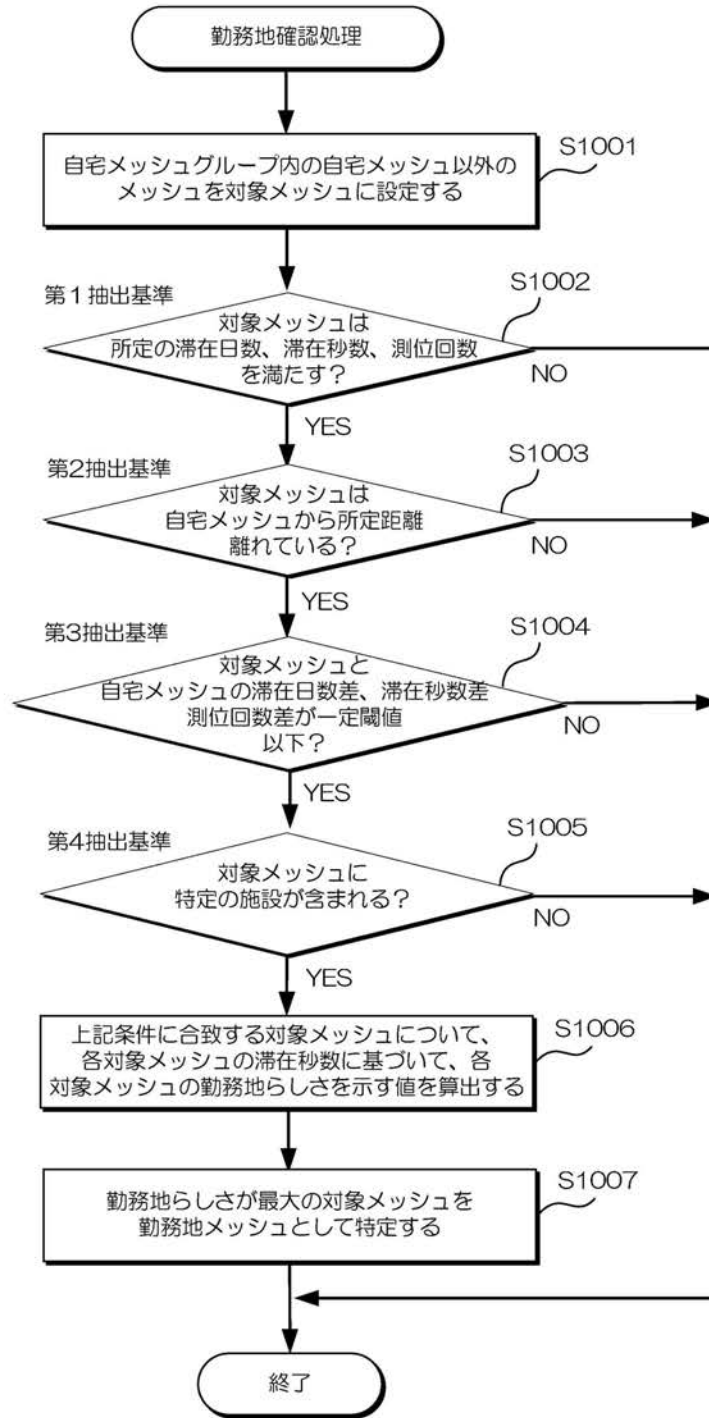 勤務地確認処理
S1001
自宅メッシュグループ内の自宅メッシュ以外の
メッシュを対象メッシュに設定する
第1抽出基準
S1002
対象メッシュは
所定の滞在日数、滞在秒数、測位回数
を満たす？
NO
YES
第2抽出基準
S1003
対象メッシュは
自宅メッシュから所定距離
離れている？
NO
YES
第3抽出基準
S1004
対象メッシュと
自宅メッシュの滞在日数差、滞在秒数差
測位回数差が一定閾値
以下？
NO
YES
第4抽出基準
S1005
対象メッシュに
特定の施設が含まれる？
NO
YES
上記条件に合致する対象メッシュについて、
各対象メッシュの滞在秒数に基づいて、各
対象メッシュの勤務地らしさを示す値を算出する
S1006
勤務地らしさが最大の対象メッシュを
勤務地メッシュとして特定する
S1007
終了